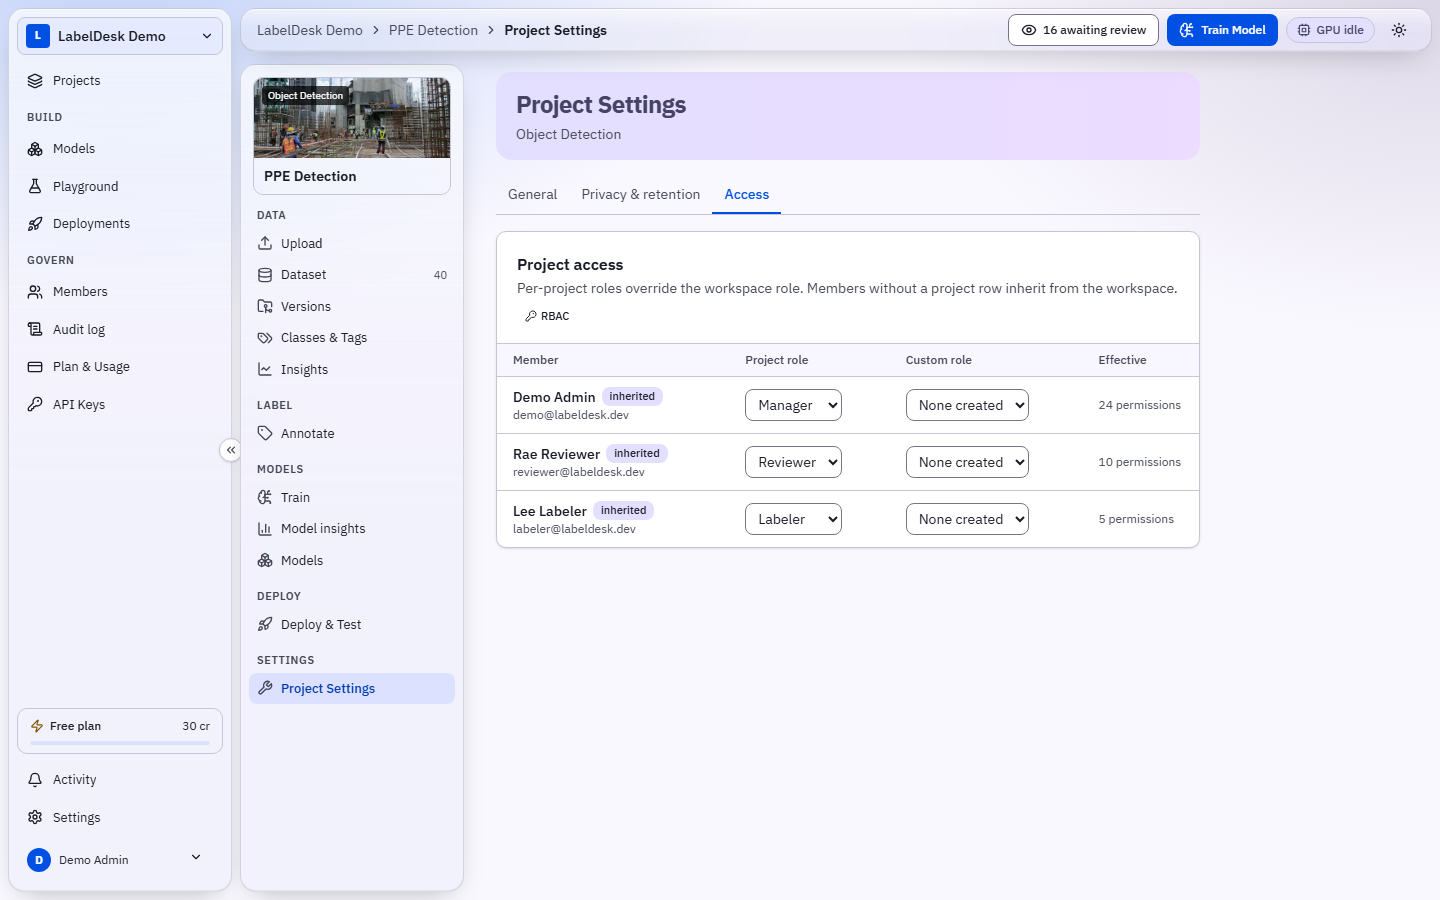 L LabelDesk Demo
Projects
BUILD
Models
Playground
Deployments
GOVERN
Members
Audit log
Plan & Usage
API Keys
Free plan 30 cr
Activity
Settings
D Demo Admin
LabelDesk Demo > PPE Detection > Project Settings
16 awaiting review
Train Model
GPU idle
Object Detection
PPE Detection
DATA
Upload
Dataset 40
Versions
Classes & Tags
Insights
LABEL
Annotate
MODELS
Train
Model insights
Models
DEPLOY
Deploy & Test
SETTINGS
Project Settings
Project Settings
Object Detection
General Privacy & retention Access
Project access
Per-project roles override the workspace role. Members without a project row inherit from the workspace.
RBAC
Member Project role Custom role Effective
Demo Admin inherited Manager None created 24 permissions
demo@labeldesk.dev
Rae Reviewer inherited Reviewer None created 10 permissions
reviewer@labeldesk.dev
Lee Labeler inherited Labeler None created 5 permissions
labeler@labeldesk.dev